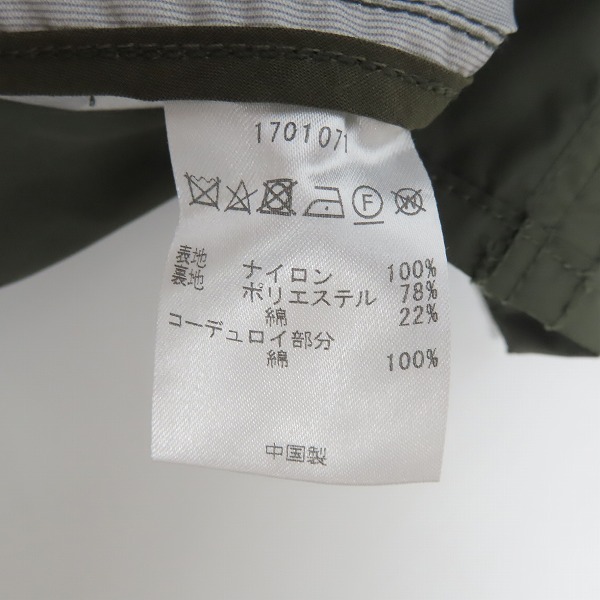 1701071
F W
表地 ナイロン 100%
裏地 ポリエステル 78%
綿 22%
コーデュロイ部分
綿 100%
中国製